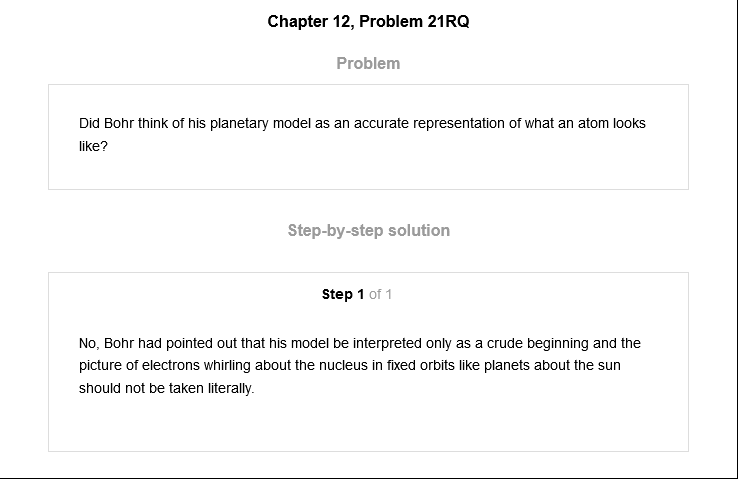 Chapter 12, Problem 21RQ
Problem
Did Bohr think of his planetary model as an accurate representation of what an atom looks
like?
Step-by-step solution
Step 1 of 1
No, Bohr had pointed out that his model be interpreted only as a crude beginning and the
picture of electrons whirling about the nucleus in fixed orbits like planets about the sun
should not be taken literally.